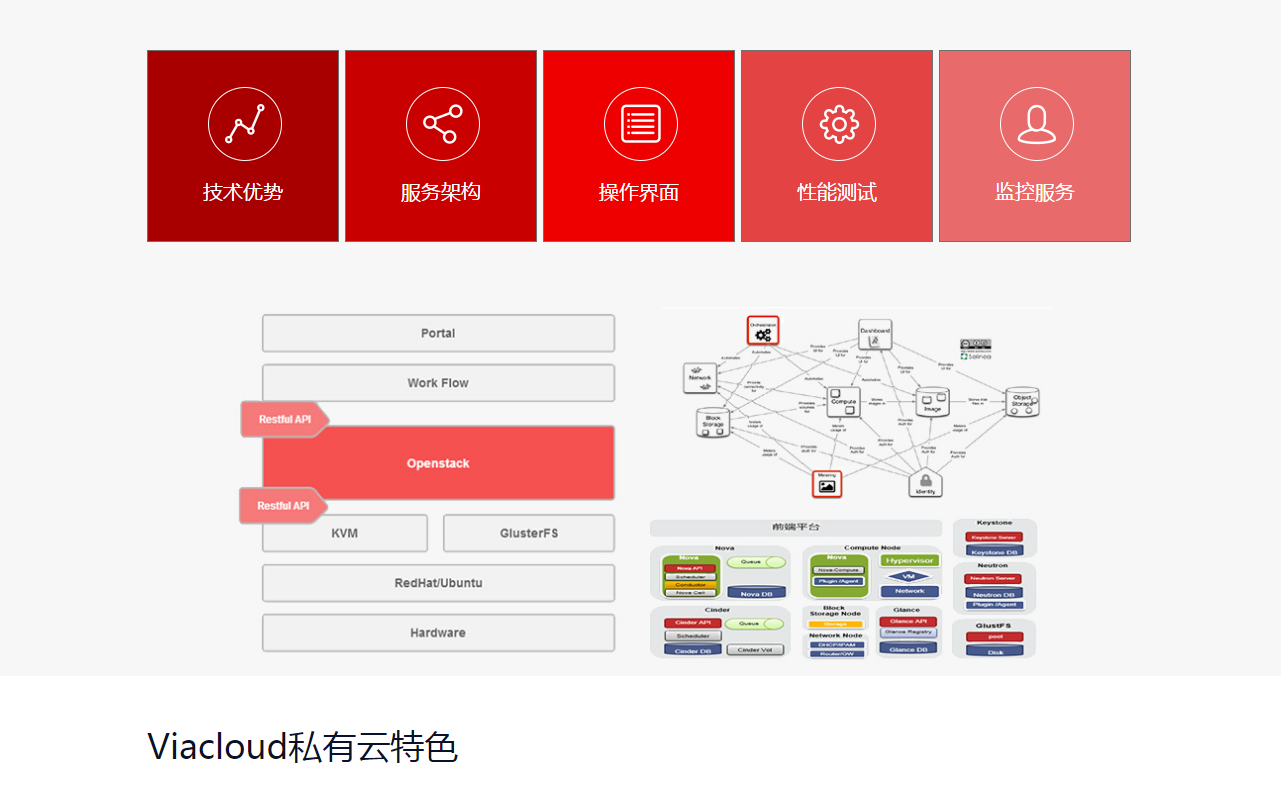 技术优势
服务架构
操作界面
性能测试
监控服务
Portal
Work Flow
Restful API
Openstack
Restful API
KVM
GlusterFS
RedHat/Ubuntu
Hardware
Dashboard
Network
Compute
Image
Object Storage
Block Storage
Identity
前端平台
Nova
Nova
Nova API
Scheduler
Conductor
Nova Cell
Queue
Nova DB
Compute Node
Nova
Nova-Compute
Plugin /Agent
Hypervisor
VM
Network
Keystone
Keystone Server
Keystone DB
Neutron
Neutron Server
Neutron DB
Plugin /Agent
Cinder
Cinder API
Scheduler
Cinder DB
Queue
Cinder Vol
Block
Storage Node
Storage
Network Node
DHCP/IPAM
Router/GW
Glance
Glance API
Glance Registry
Glance DB
GlustFS
pool
Disk
Viacloud私有云特色